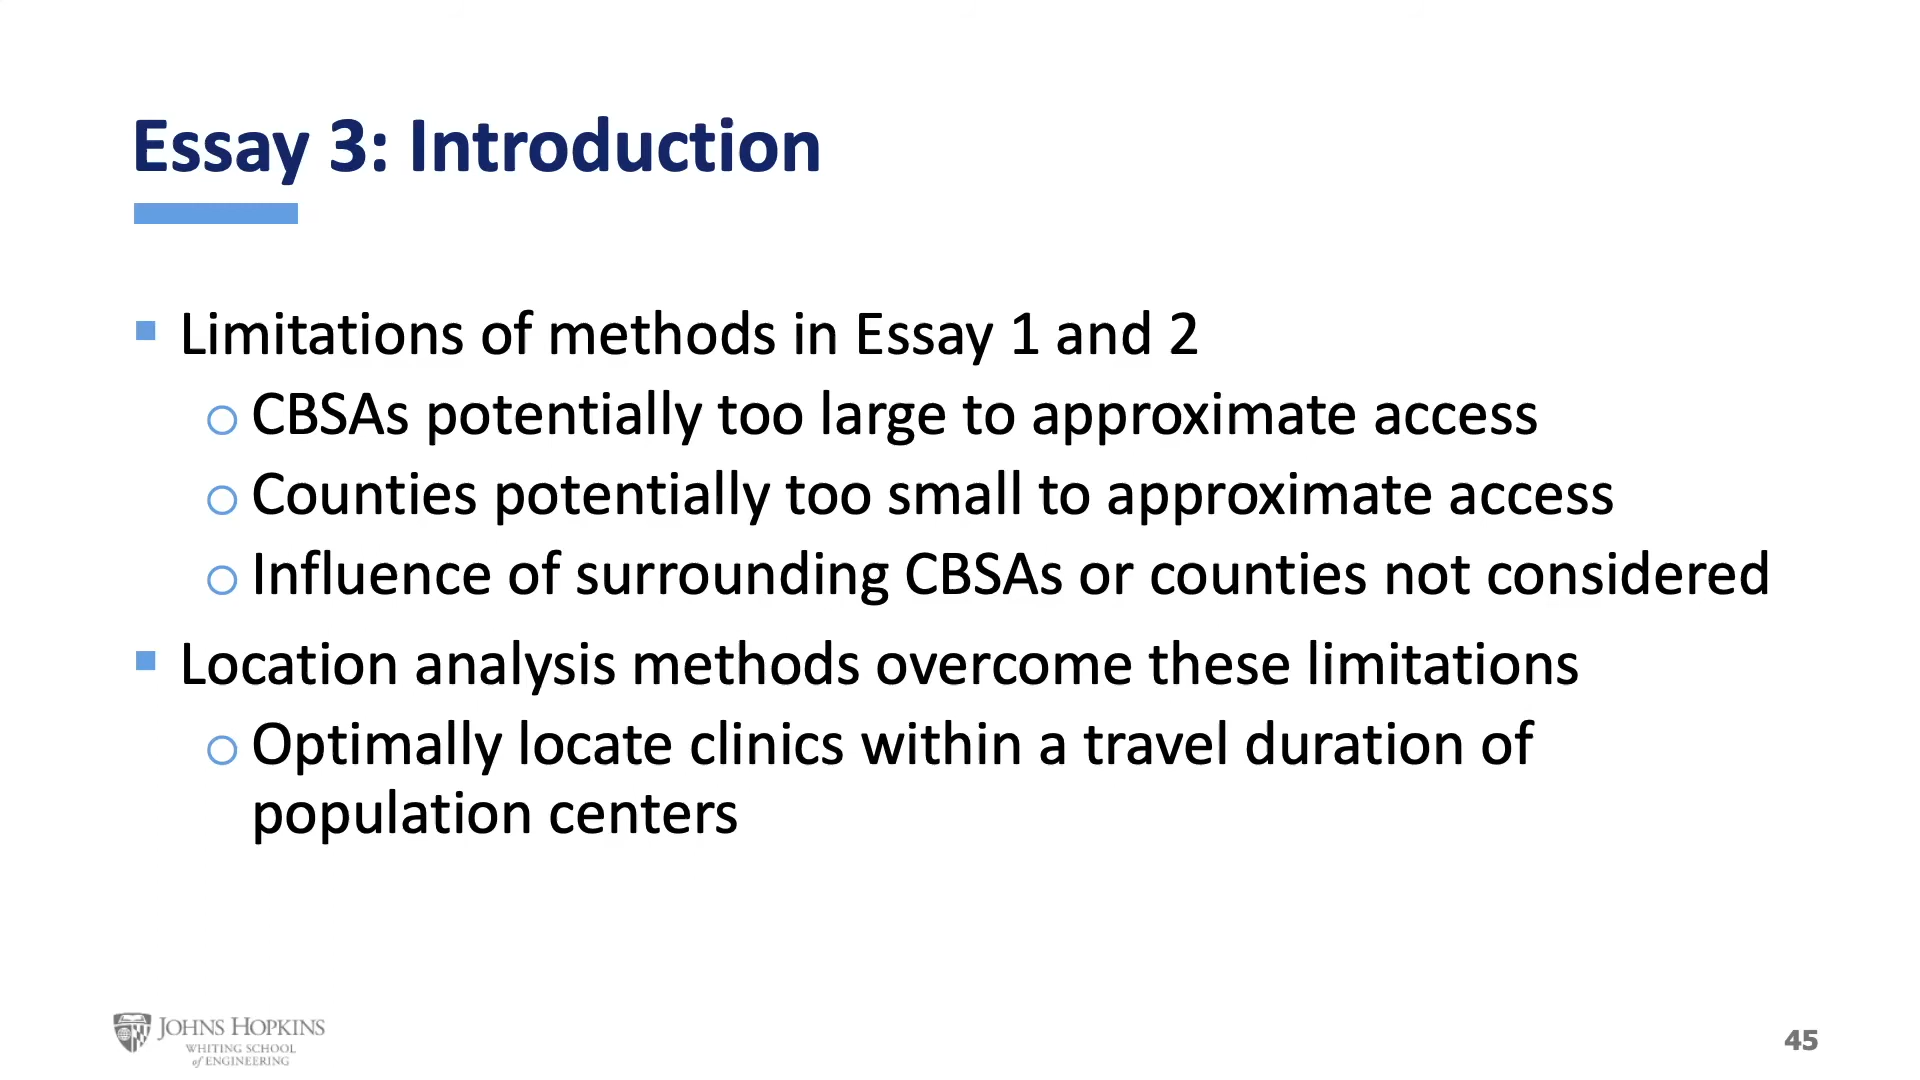 Essay 3: Introduction
Limitations of methods in Essay 1 and 2
CBSAs potentially too large to approximate access
Counties potentially too small to approximate access
Influence of surrounding CBSAs or counties not considered
Location analysis methods overcome these limitations
Optimally locate clinics within a travel duration of
population centers
JOHNS HOPKINS
WHITING SCHOOL
of ENGINEERING
45